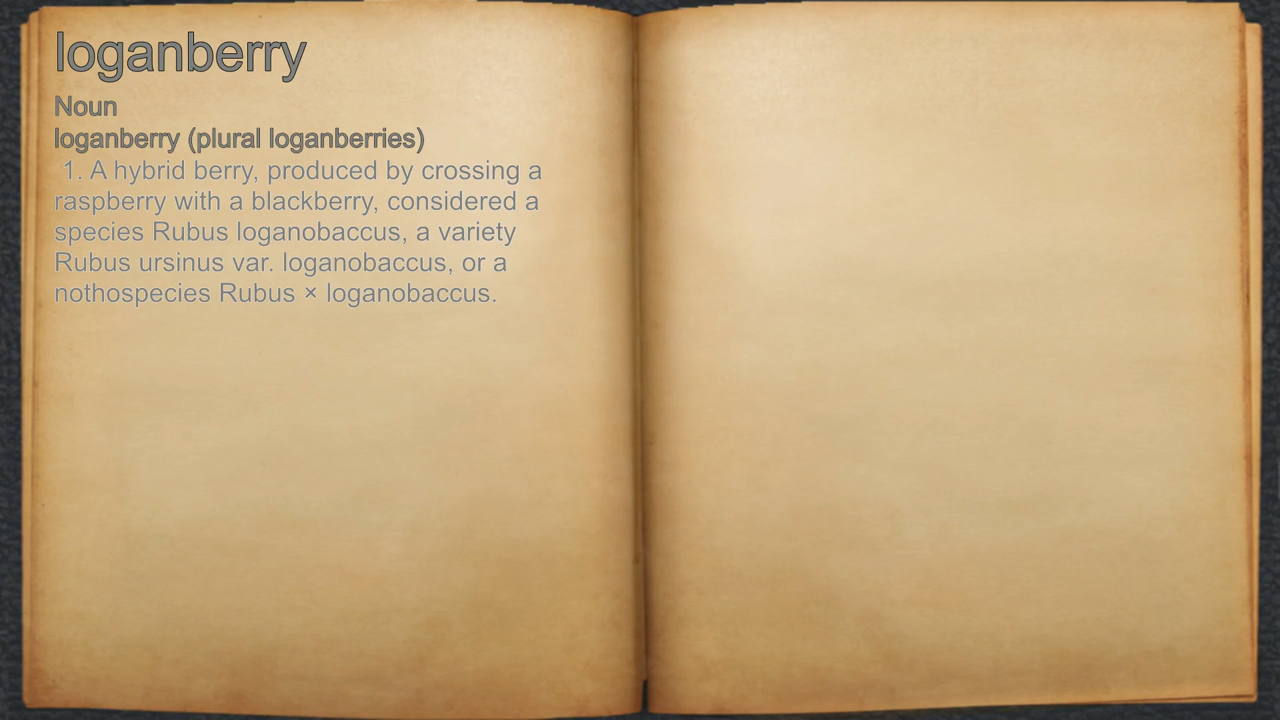 loganberry
Noun
loganberry (plural loganberries)
1. A hybrid berry, produced by crossing a
raspberry with a blackberry, considered a
species Rubus loganobaccus, a variety
Rubus ursinus var. loganobaccus, or a
nothospecies Rubus × loganobaccus.